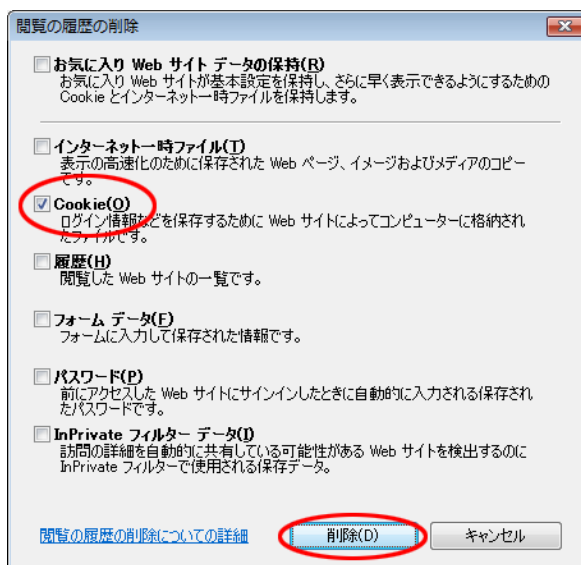 閲覧の履歴の削除
お気に入り Web サイト データの保持(R)
お気に入り Web サイトが基本設定を保持し、さらに早く表示できるようにするための
Cookie とインターネット一時ファイルを保持します。
インターネット一時ファイル(T)
表示の高速化のために保存された Web ページ、イメージおよびメディアのコピー
です。
Cookie(O)
ログイン情報などを保存するために Web サイトによってコンピューターに格納され
たファイルです。
履歴(H)
閲覧した Web サイトの一覧です。
フォーム データ(F)
フォームに入力して保存された情報です。
パスワード(P)
前にアクセスした Web サイトにサインインしたときに自動的に入力される保存され
たパスワードです。
InPrivate フィルター データ(I)
訪問の詳細を自動的に共有している可能性がある Web サイトを検出するのに
InPrivate フィルターで使用される保存データ。
閲覧の履歴の削除についての詳細
削除(D)
キャンセル